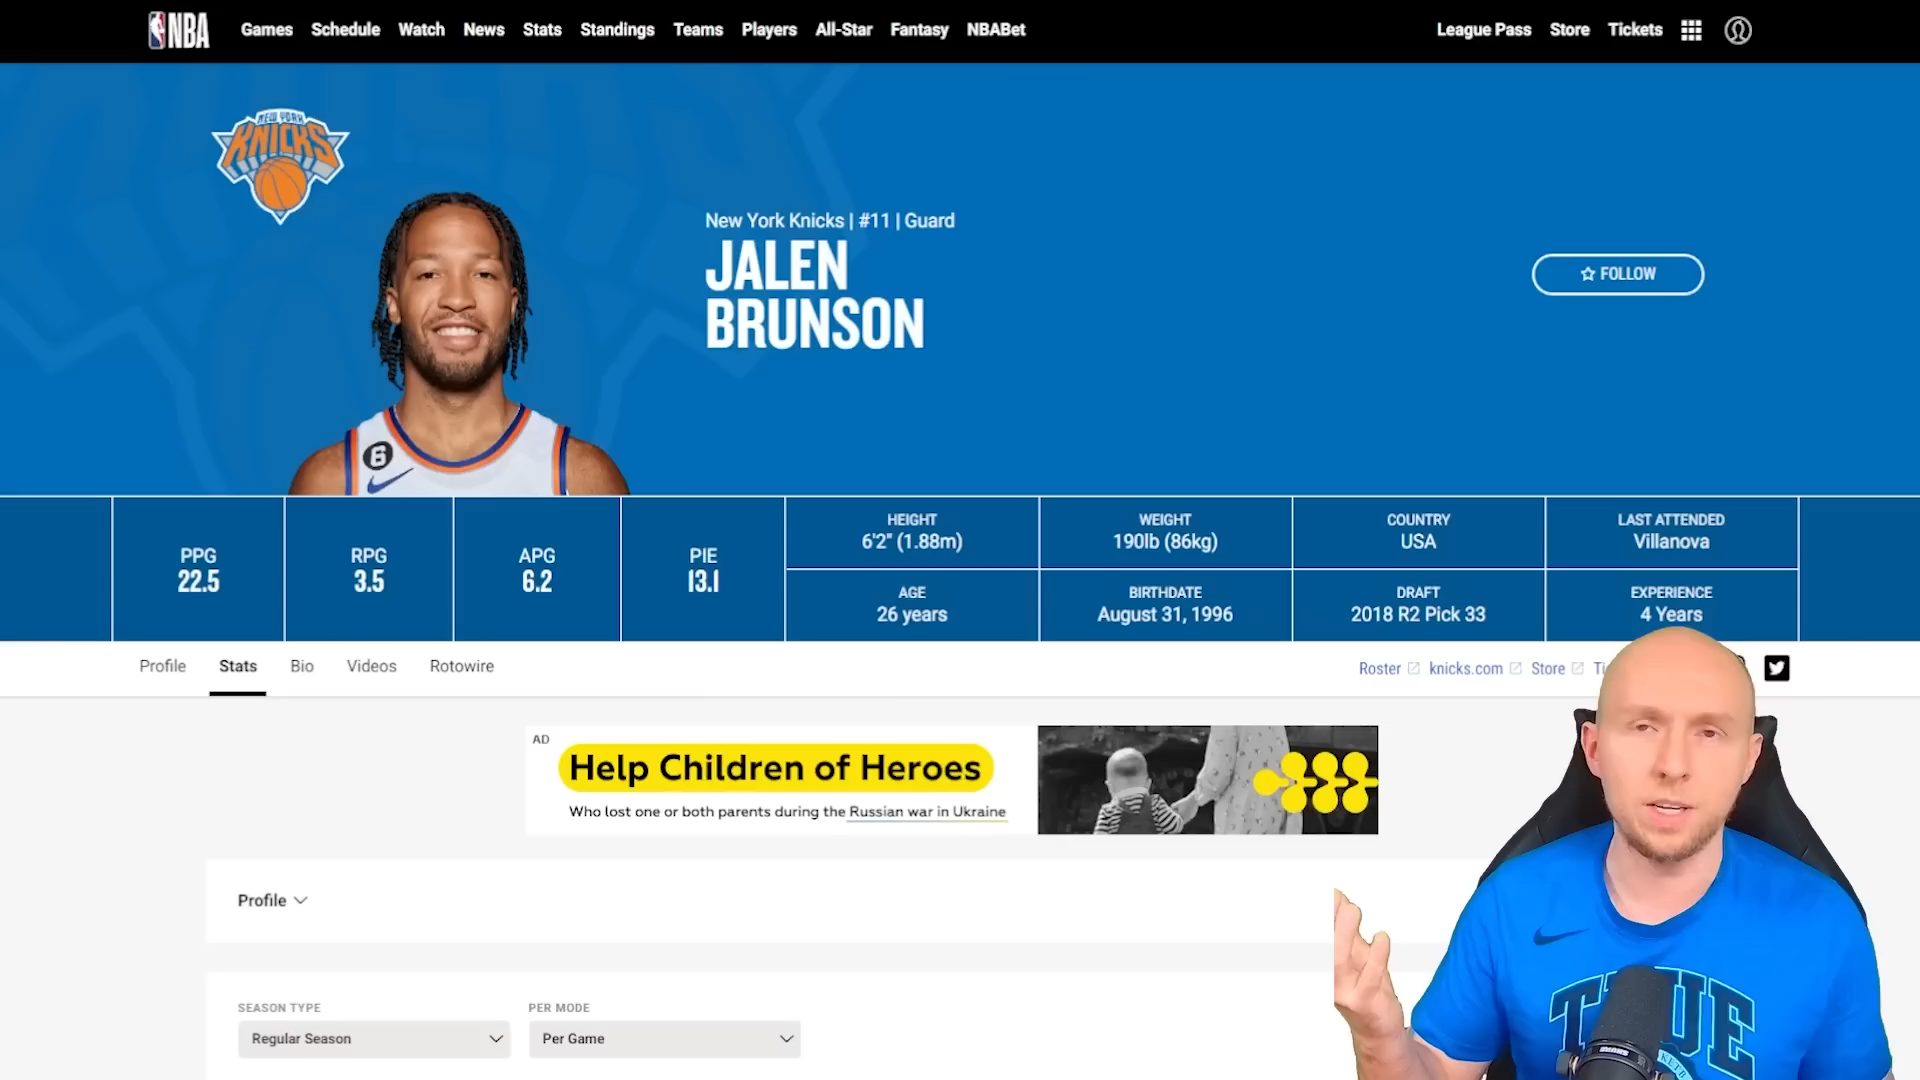 NBA Games Schedule Watch News Stats Standings Teams Players All-Star Fantasy NBABet League Pass Store Tickets
NEW YORK
KNICKS
New York Knicks | #11 | Guard
JALEN
BRUNSON
FOLLOW
6
PPG
22.5
RPG
3.5
APG
6.2
PIE
13.1
HEIGHT
6'2" (1.88m)
WEIGHT
190lb (86kg)
COUNTRY
USA
LAST ATTENDED
Villanova
AGE
26 years
BIRTHDATE
August 31, 1996
DRAFT
2018 R2 Pick 33
EXPERIENCE
4 Years
Profile Stats Bio Videos Rotowire
Roster knicks.com Store
AD
Help Children of Heroes
Who lost one or both parents during the Russian war in Ukraine
Profile
SEASON TYPE
Regular Season
PER MODE
Per Game